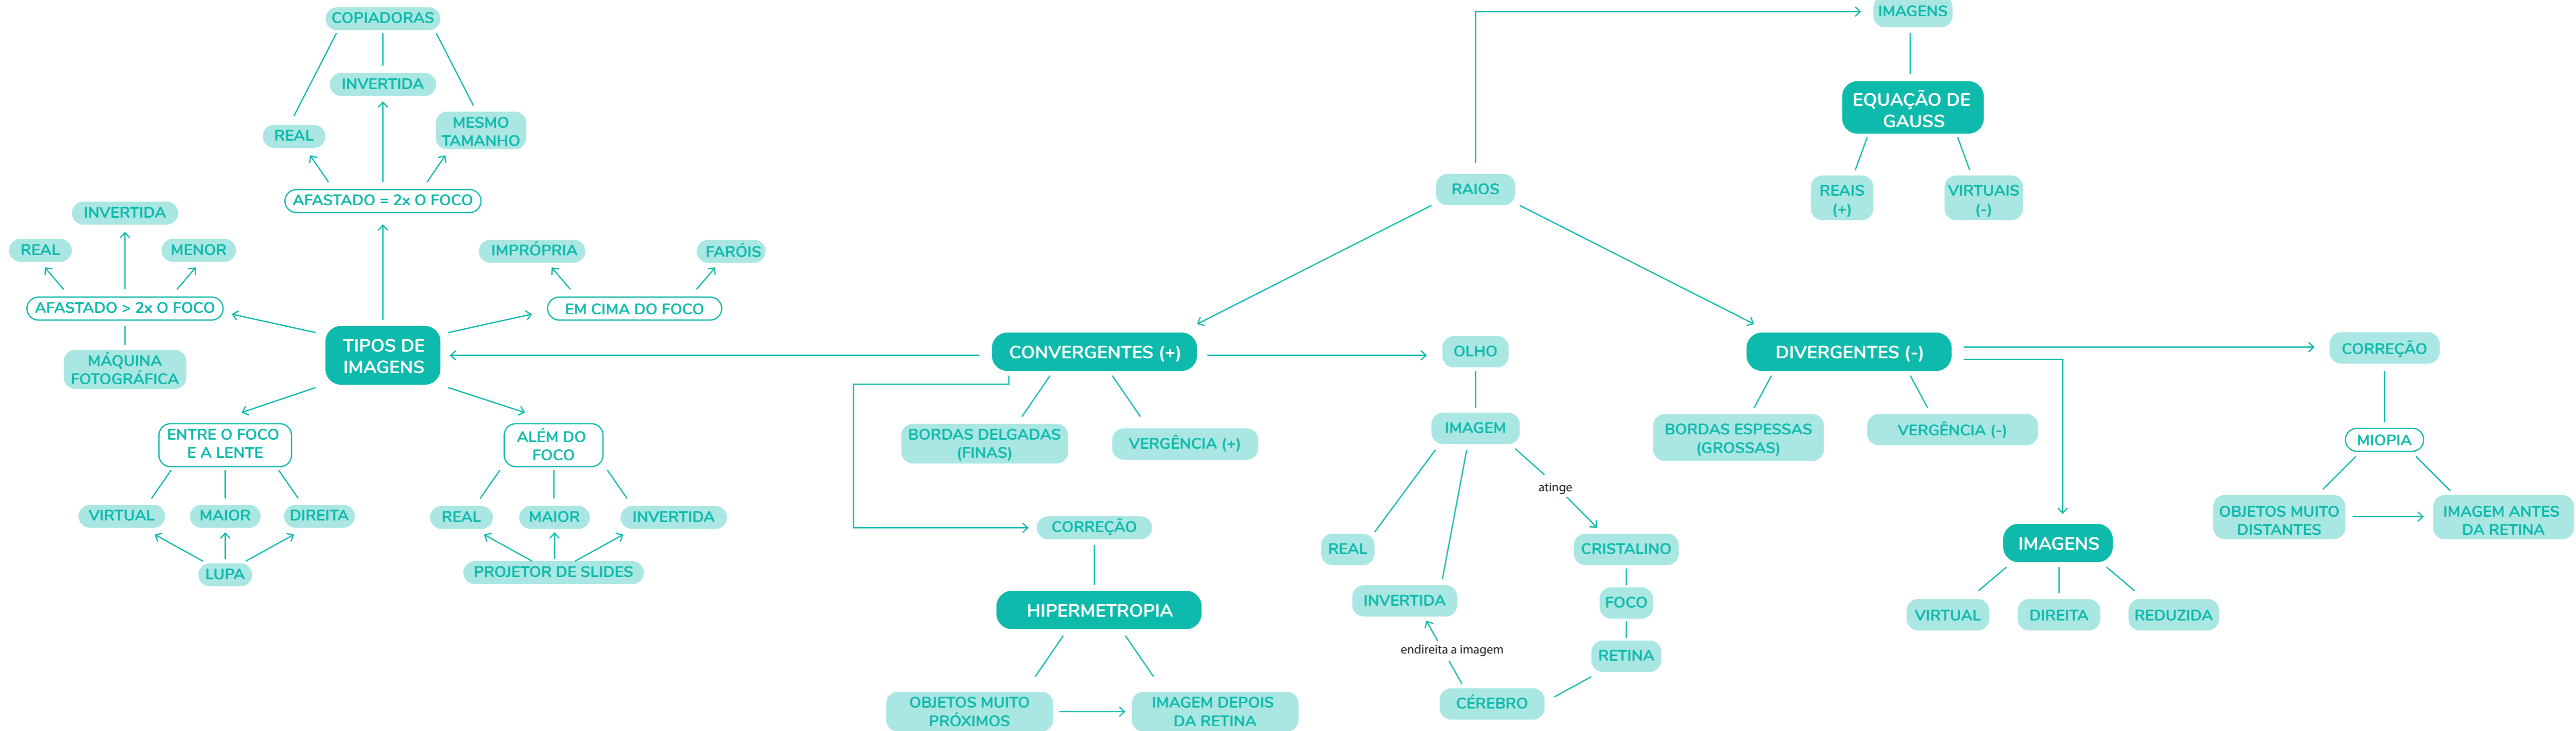 COPIADORAS
INVERTIDA
REAL
MESMO
TAMANHO
AFASTADO = 2x O FOCO
INVERTIDA
REAL
MENOR
AFASTADO > 2x O FOCO
MÁQUINA
FOTOGRÁFICA
IMPRÓPRIA
FARÓIS
EM CIMA DO FOCO
TIPOS DE
IMAGENS
ENTRE O FOCO
E A LENTE
VIRTUAL
MAIOR
DIREITA
LUPA
ALÉM DO
FOCO
REAL
MAIOR
INVERTIDA
PROJETOR DE SLIDES
IMAGENS
EQUAÇÃO DE
GAUSS
REAIS
(+)
VIRTUAIS
(-)
RAIOS
CONVERGENTES (+)
BORDAS DELGADAS
(FINAS)
VERGÊNCIA (+)
CORREÇÃO
HIPERMETROPIA
OBJETOS MUITO
PRÓXIMOS
IMAGEM DEPOIS
DA RETINA
OLHO
IMAGEM
atinge
REAL
CRISTALINO
INVERTIDA
FOCO
endireita a imagem
RETINA
CÉREBRO
DIVERGENTES (-)
BORDAS ESPESSAS
(GROSSAS)
VERGÊNCIA (-)
IMAGENS
VIRTUAL
DIREITA
REDUZIDA
CORREÇÃO
MIOPIA
OBJETOS MUITO
DISTANTES
IMAGEM ANTES
DA RETINA